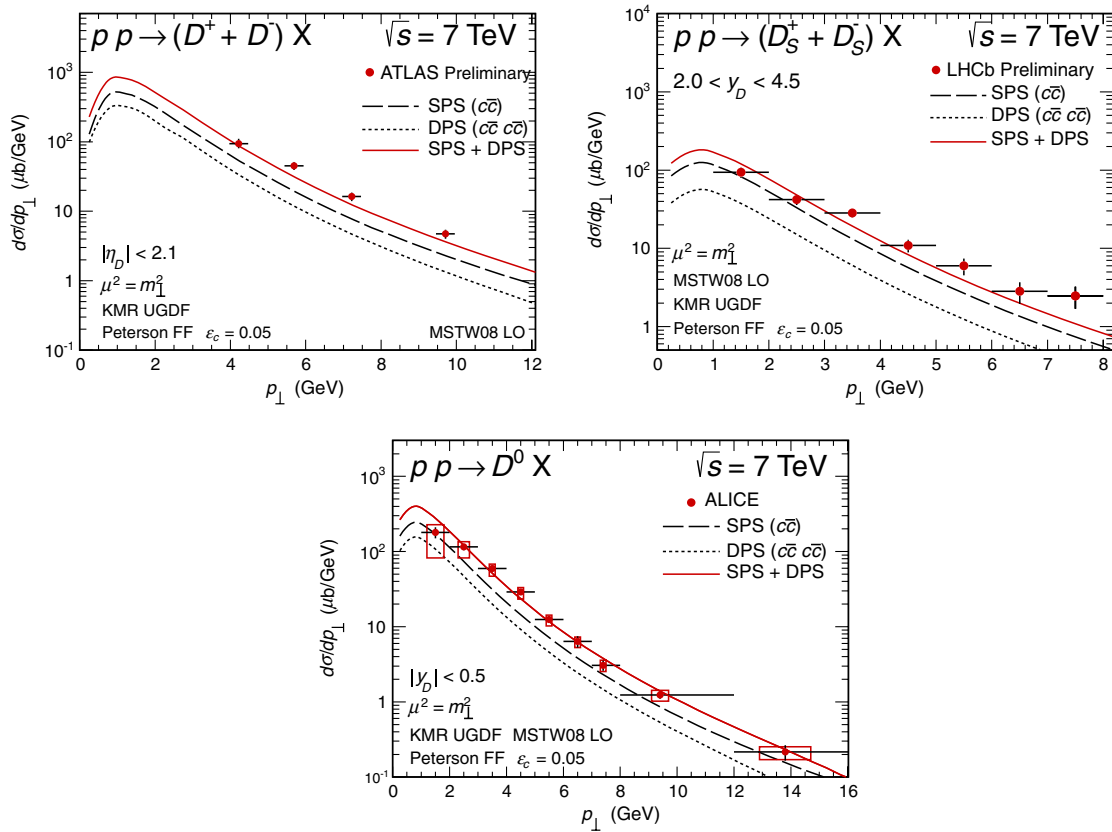 p p → (D⁺ + D⁻) X √s = 7 TeV
ATLAS Preliminary
SPS (cc̄)
DPS (cc̄ cc̄)
SPS + DPS
dσ/dp⊥ (μb/GeV)
10³
10²
10
1
10⁻¹
|η_D| < 2.1
μ² = m²⊥
KMR UGDF
Peterson FF ε_c = 0.05 MSTW08 LO
0 2 4 6 8 10 12
p⊥ (GeV)
p p → (D_S⁺ + D_S⁻) X √s = 7 TeV
2.0 < y_D < 4.5
LHCb Preliminary
SPS (cc̄)
DPS (cc̄ cc̄)
SPS + DPS
dσ/dp⊥ (μb/GeV)
10⁴
10³
10²
10
1
μ² = m²⊥
MSTW08 LO
KMR UGDF
Peterson FF ε_c = 0.05
0 1 2 3 4 5 6 7 8
p⊥ (GeV)
p p → D⁰ X √s = 7 TeV
ALICE
SPS (cc̄)
DPS (cc̄ cc̄)
SPS + DPS
dσ/dp⊥ (μb/GeV)
10³
10²
10
1
10⁻¹
|y_D| < 0.5
μ² = m²⊥
KMR UGDF MSTW08 LO
Peterson FF ε_c = 0.05
0 2 4 6 8 10 12 14 16
p⊥ (GeV)